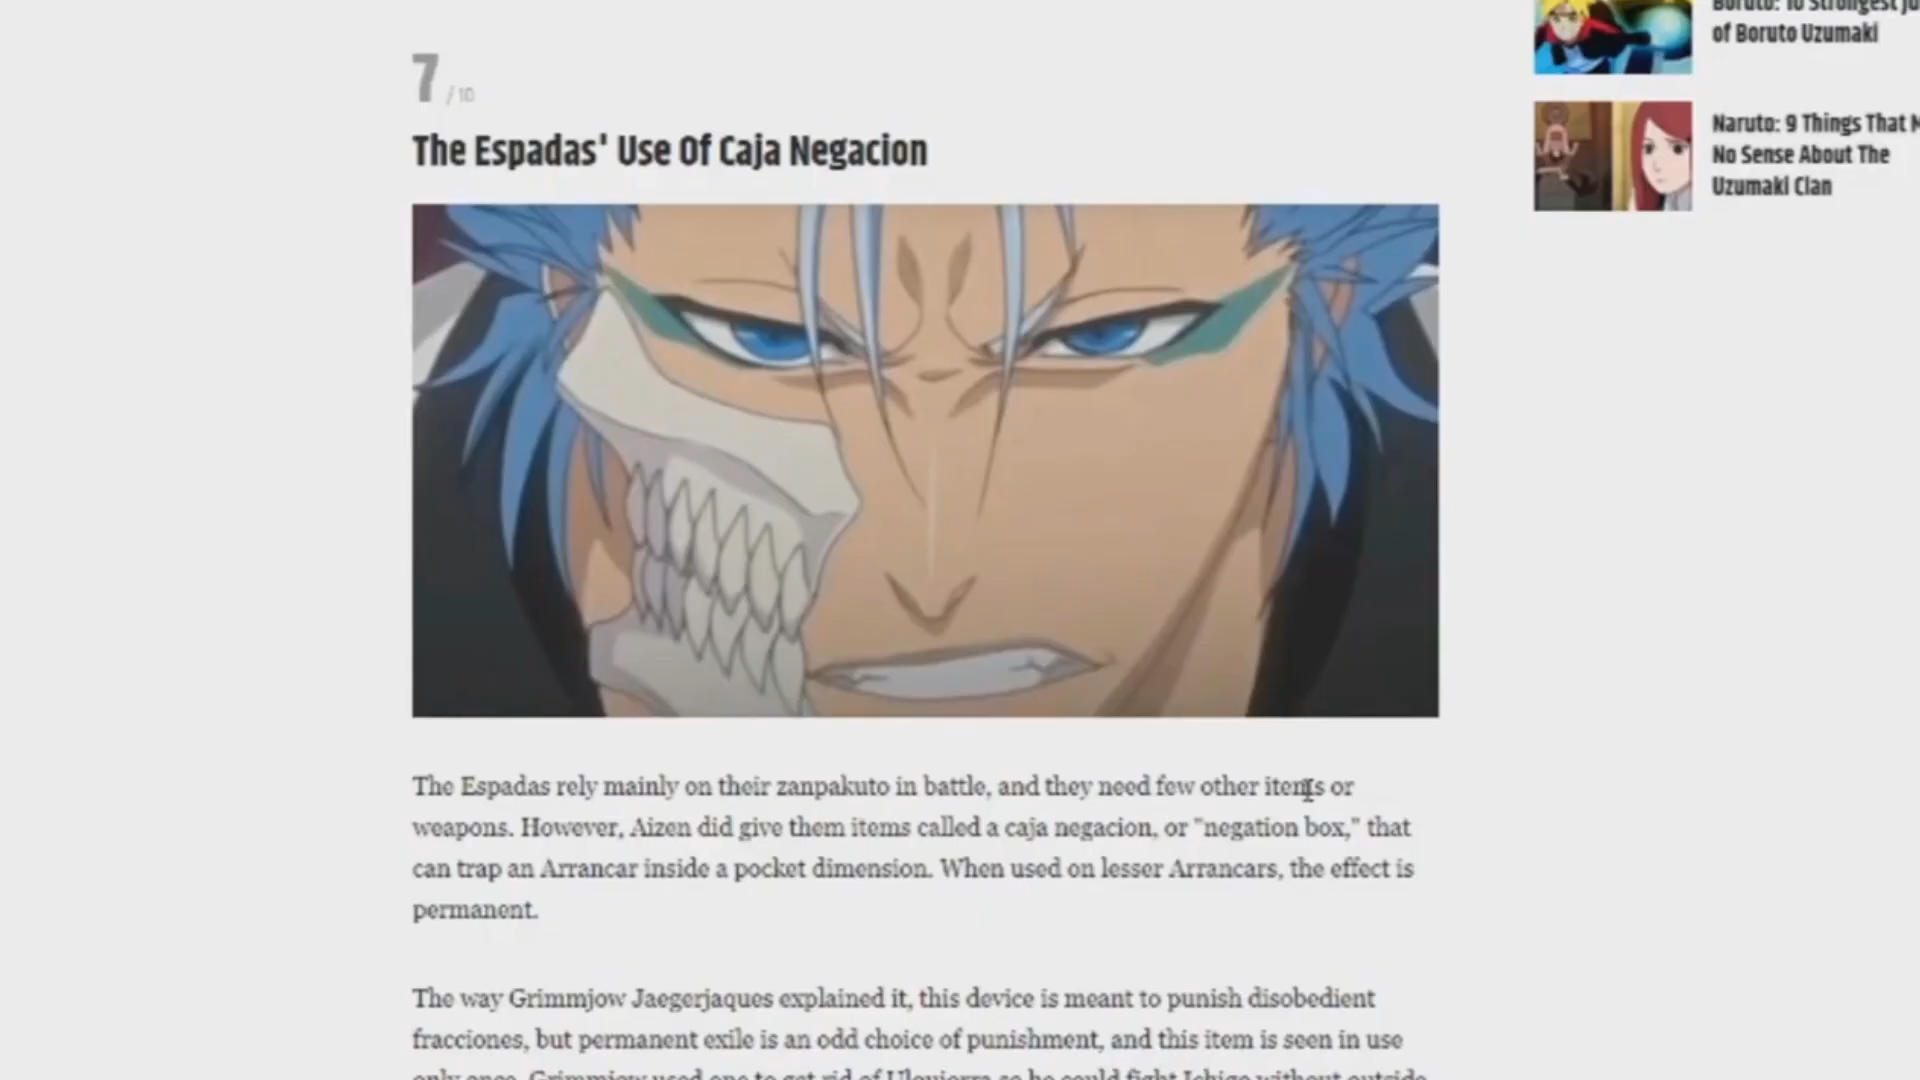 7 / 10
The Espadas' Use Of Caja Negacion
The Espadas rely mainly on their zanpakuto in battle, and they need few other items or
weapons. However, Aizen did give them items called a caja negacion, or "negation box," that
can trap an Arrancar inside a pocket dimension. When used on lesser Arrancars, the effect is
permanent.
The way Grimmjow Jaegerjaques explained it, this device is meant to punish disobedient
fracciones, but permanent exile is an odd choice of punishment, and this item is seen in use
only once. Grimmjow used one to get rid of Ulquiorra so he could fight Ichigo without outside
Boruto: 10 Strongest
of Boruto Uzumaki
Naruto: 9 Things That
No Sense About The
Uzumaki Clan